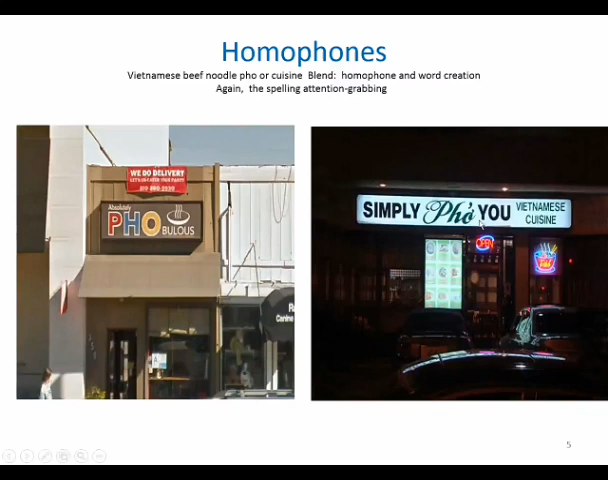 Homophones
Vietnamese beef noodle pho or cuisine Blend: homophone and word creation
Again, the spelling attention-grabbing
WE DO DELIVERY
Absolutely
PHO
BULOUS
SIMPLY Phở YOU
VIETNAMESE
CUISINE
OPEN
Canine
5